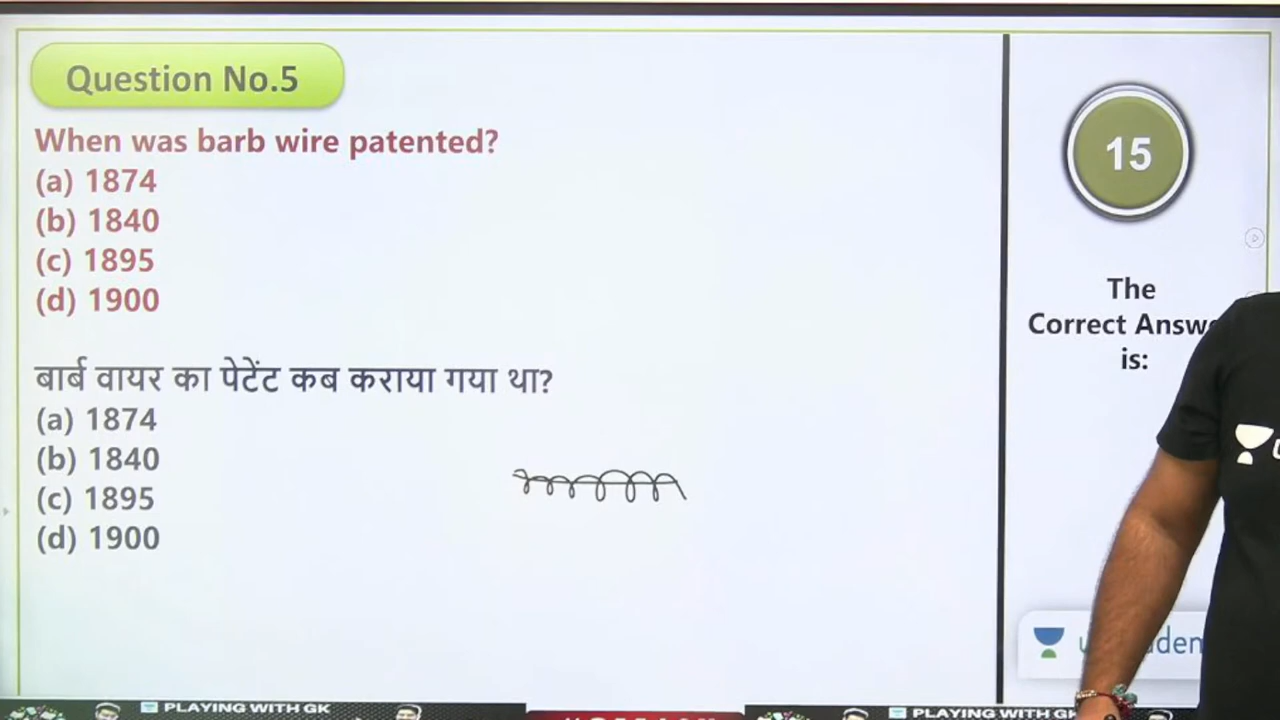 Question No.5
When was barb wire patented?
(a) 1874
(b) 1840
(c) 1895
(d) 1900
बार्ब वायर का पेटेंट कब कराया गया था?
(a) 1874
(b) 1840
(c) 1895
(d) 1900
15
The
Correct
is:
PLAYING WITH GK
PLAYING WITH GK